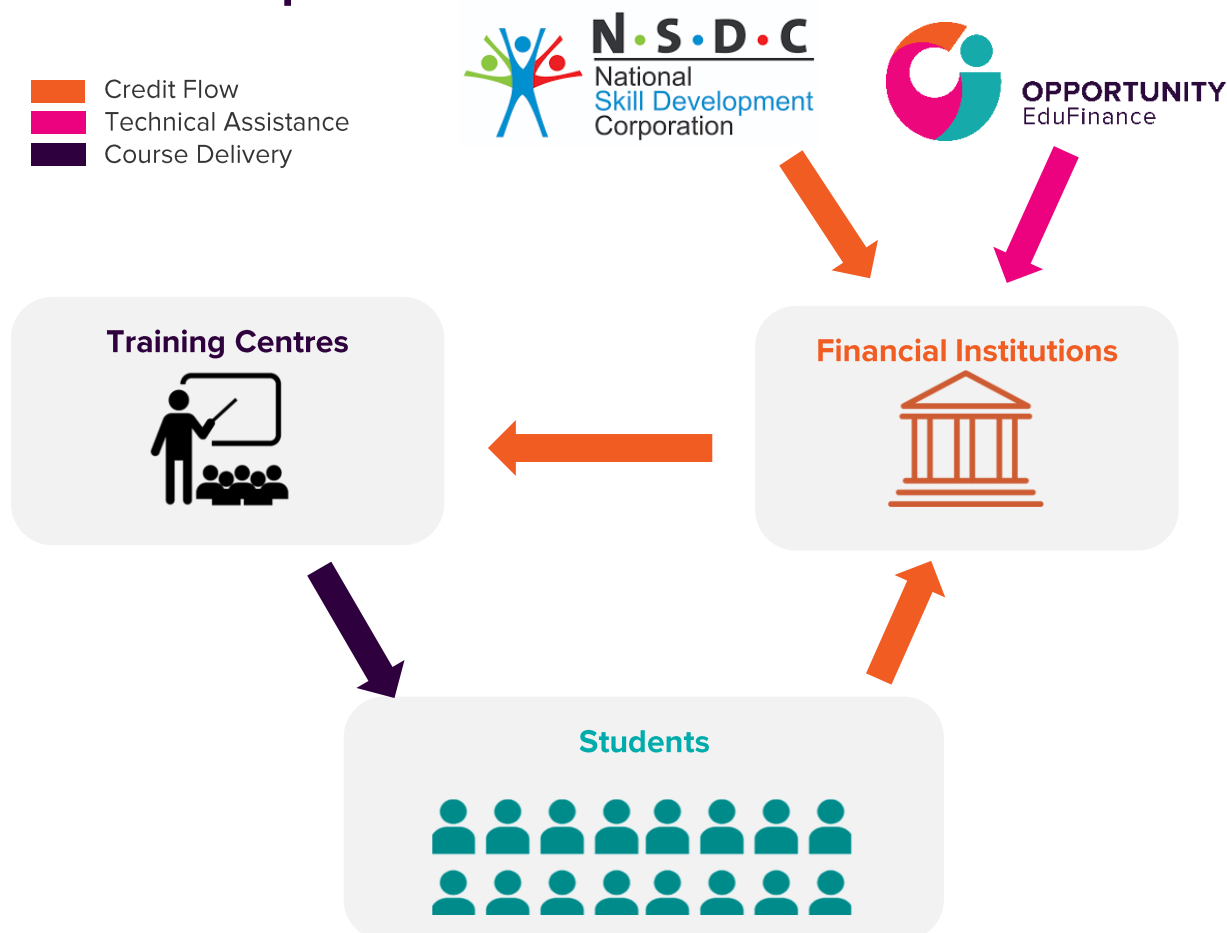 N·S·D·C
National
Skill Development
Corporation
OPPORTUNITY
EduFinance
Credit Flow
Technical Assistance
Course Delivery
Training Centres
Financial Institutions
Students